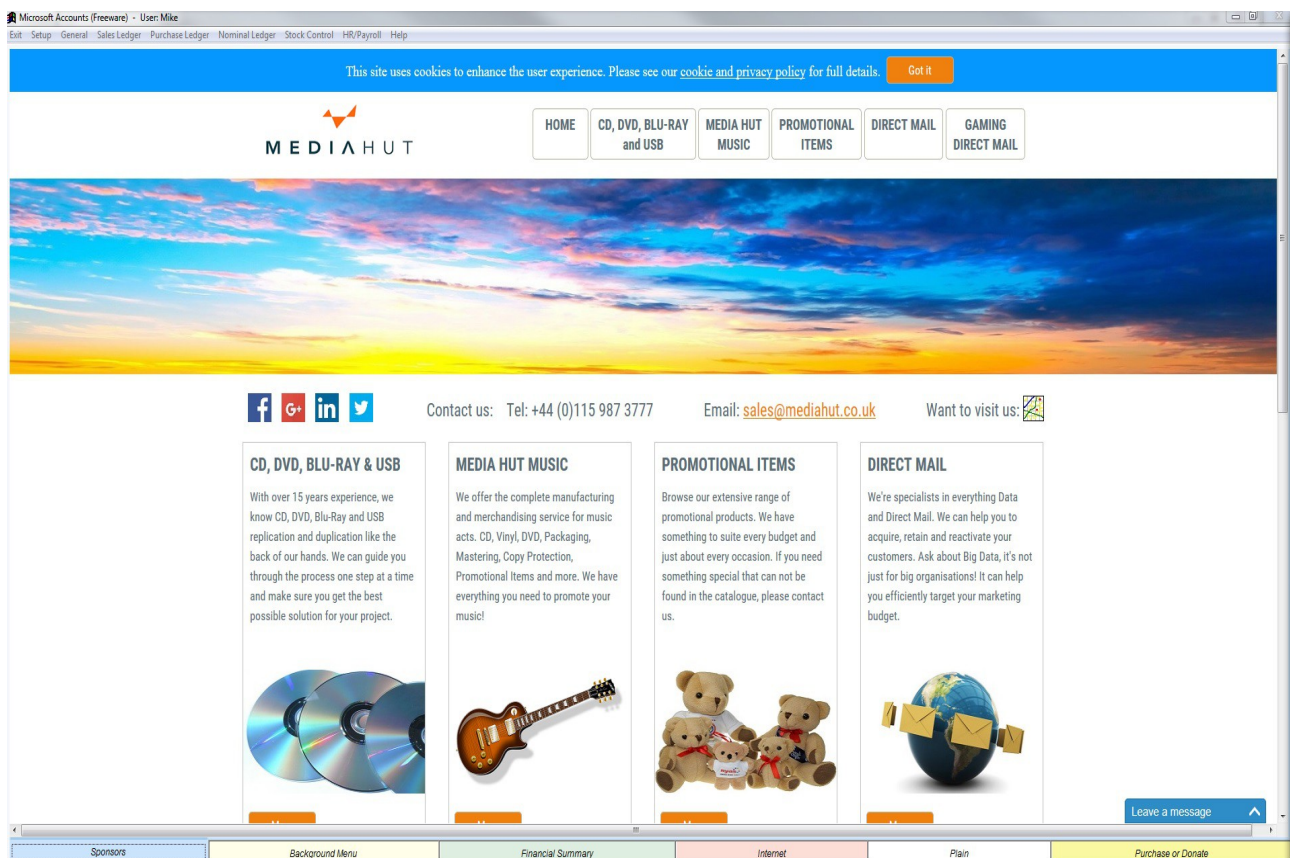 Microsoft Accounts (Freeware) - User: Mike
Exit Setup General Sales Ledger Purchase Ledger Nominal Ledger Stock Control HR/Payroll Help
This site uses cookies to enhance the user experience. Please see our cookie and privacy policy for full details. Got it
MEDIAHUT
HOME
CD, DVD, BLU-RAY
and USB
MEDIA HUT
MUSIC
PROMOTIONAL
ITEMS
DIRECT MAIL
GAMING
DIRECT MAIL
Contact us: Tel: +44 (0)115 987 3777 Email: sales@mediahut.co.uk Want to visit us:
CD, DVD, BLU-RAY & USB
With over 15 years experience, we
know CD, DVD, Blu-Ray and USB
replication and duplication like the
back of our hands. We can guide you
through the process one step at a time
and make sure you get the best
possible solution for your project.
MEDIA HUT MUSIC
We offer the complete manufacturing
and merchandising service for music
acts. CD, Vinyl, DVD, Packaging,
Mastering, Copy Protection,
Promotional Items and more. We have
everything you need to promote your
music!
PROMOTIONAL ITEMS
Browse our extensive range of
promotional products. We have
something to suite every budget and
just about every occasion. If you need
something special that can not be
found in the catalogue, please contact
us.
DIRECT MAIL
We're specialists in everything Data
and Direct Mail. We can help you to
acquire, retain and reactivate your
customers. Ask about Big Data, it's not
just for big organisations! It can help
you efficiently target your marketing
budget.
Leave a message
Sponsors Background Menu Financial Summary Internet Plain Purchase or Donate